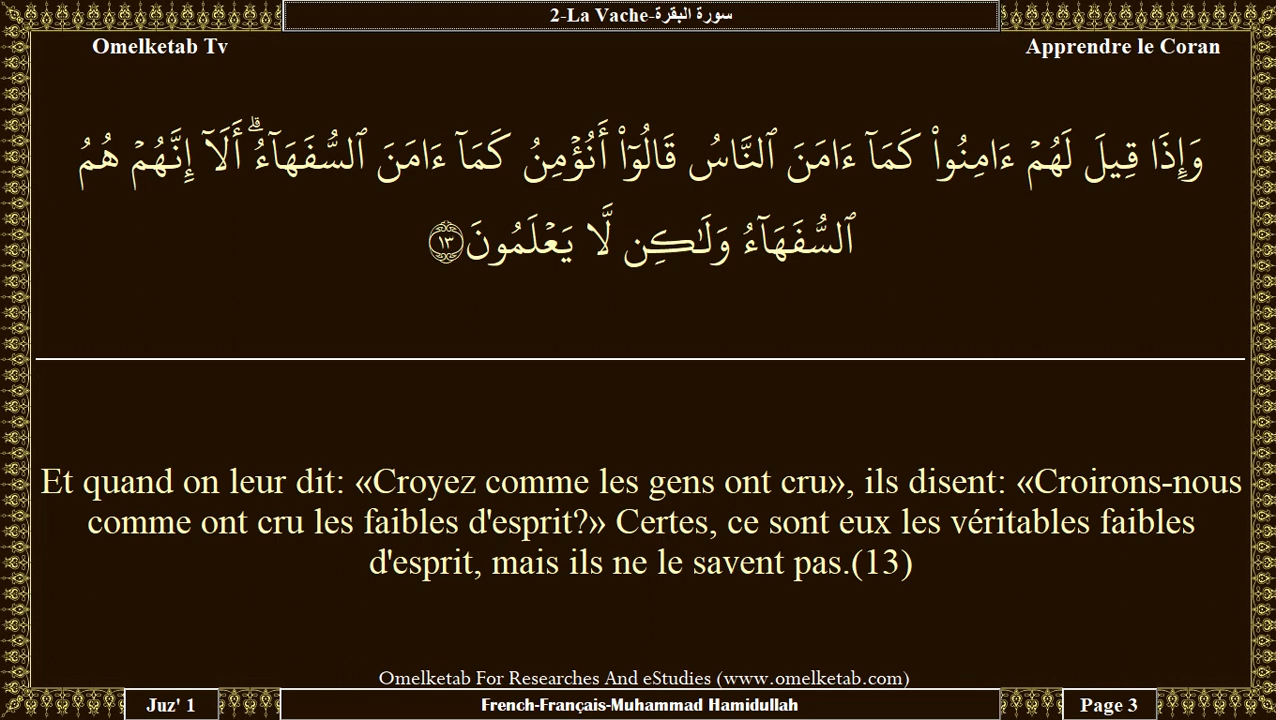 2-La Vache-سورة البقرة
Omelketab Tv
Apprendre le Coran
وَإِذَا قِيلَ لَهُمۡ ءَامِنُواْ كَمَآ ءَامَنَ ٱلنَّاسُ قَالُوٓاْ أَنُؤۡمِنُ كَمَآ ءَامَنَ ٱلسُّفَهَآءُۗ أَلَآ إِنَّهُمۡ هُمُ
ٱلسُّفَهَآءُ وَلَٰكِن لَّا يَعۡلَمُونَ ١٣
Et quand on leur dit: «Croyez comme les gens ont cru», ils disent: «Croirons-nous
comme ont cru les faibles d'esprit?» Certes, ce sont eux les véritables faibles
d'esprit, mais ils ne le savent pas.(13)
Omelketab For Researches And eStudies (www.omelketab.com)
Juz' 1
French-Français-Muhammad Hamidullah
Page 3